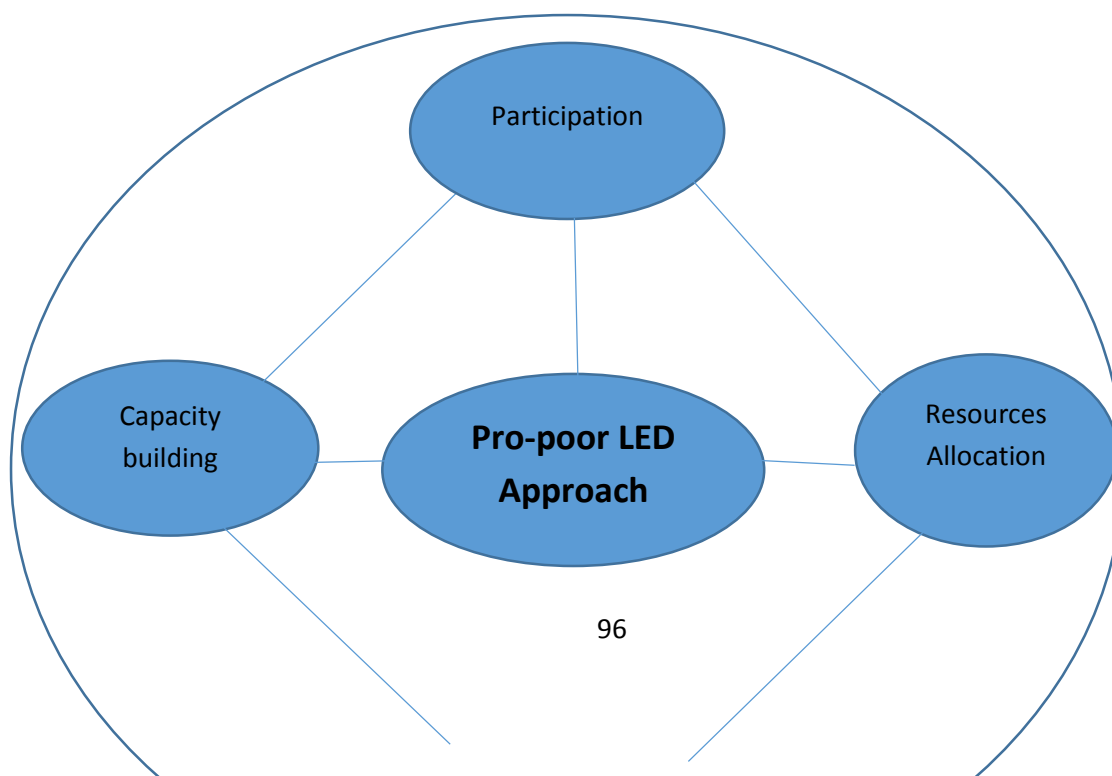 Participation
Capacity
building
Pro-poor LED
Approach
Resources
Allocation
96